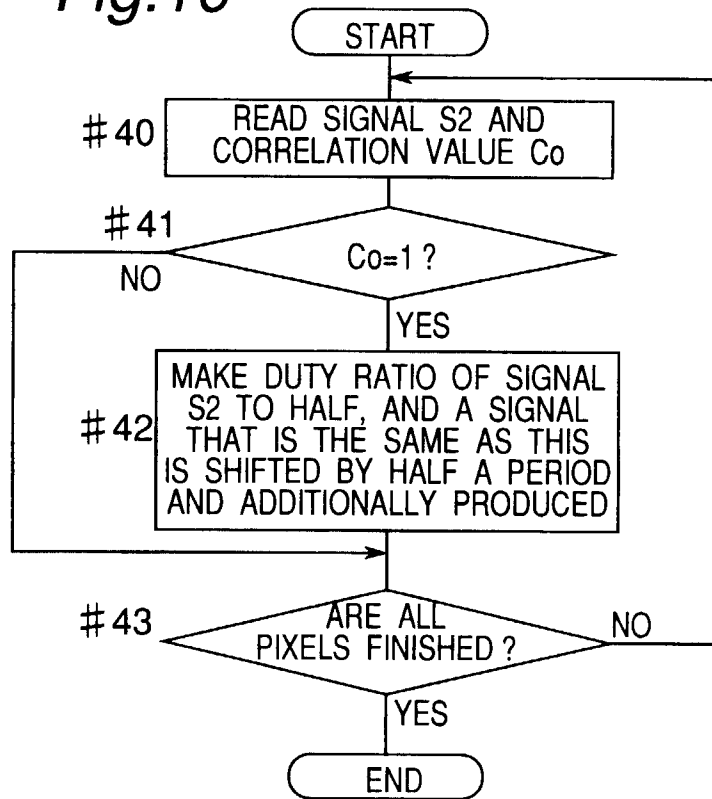 START
#40
READ SIGNAL S2 AND
CORRELATION VALUE Co
#41
Co=1?
NO
YES
#42
MAKE DUTY RATIO OF SIGNAL
S2 TO HALF, AND A SIGNAL
THAT IS THE SAME AS THIS
IS SHIFTED BY HALF A PERIOD
AND ADDITIONALLY PRODUCED
#43
ARE ALL
PIXELS FINISHED?
NO
YES
END